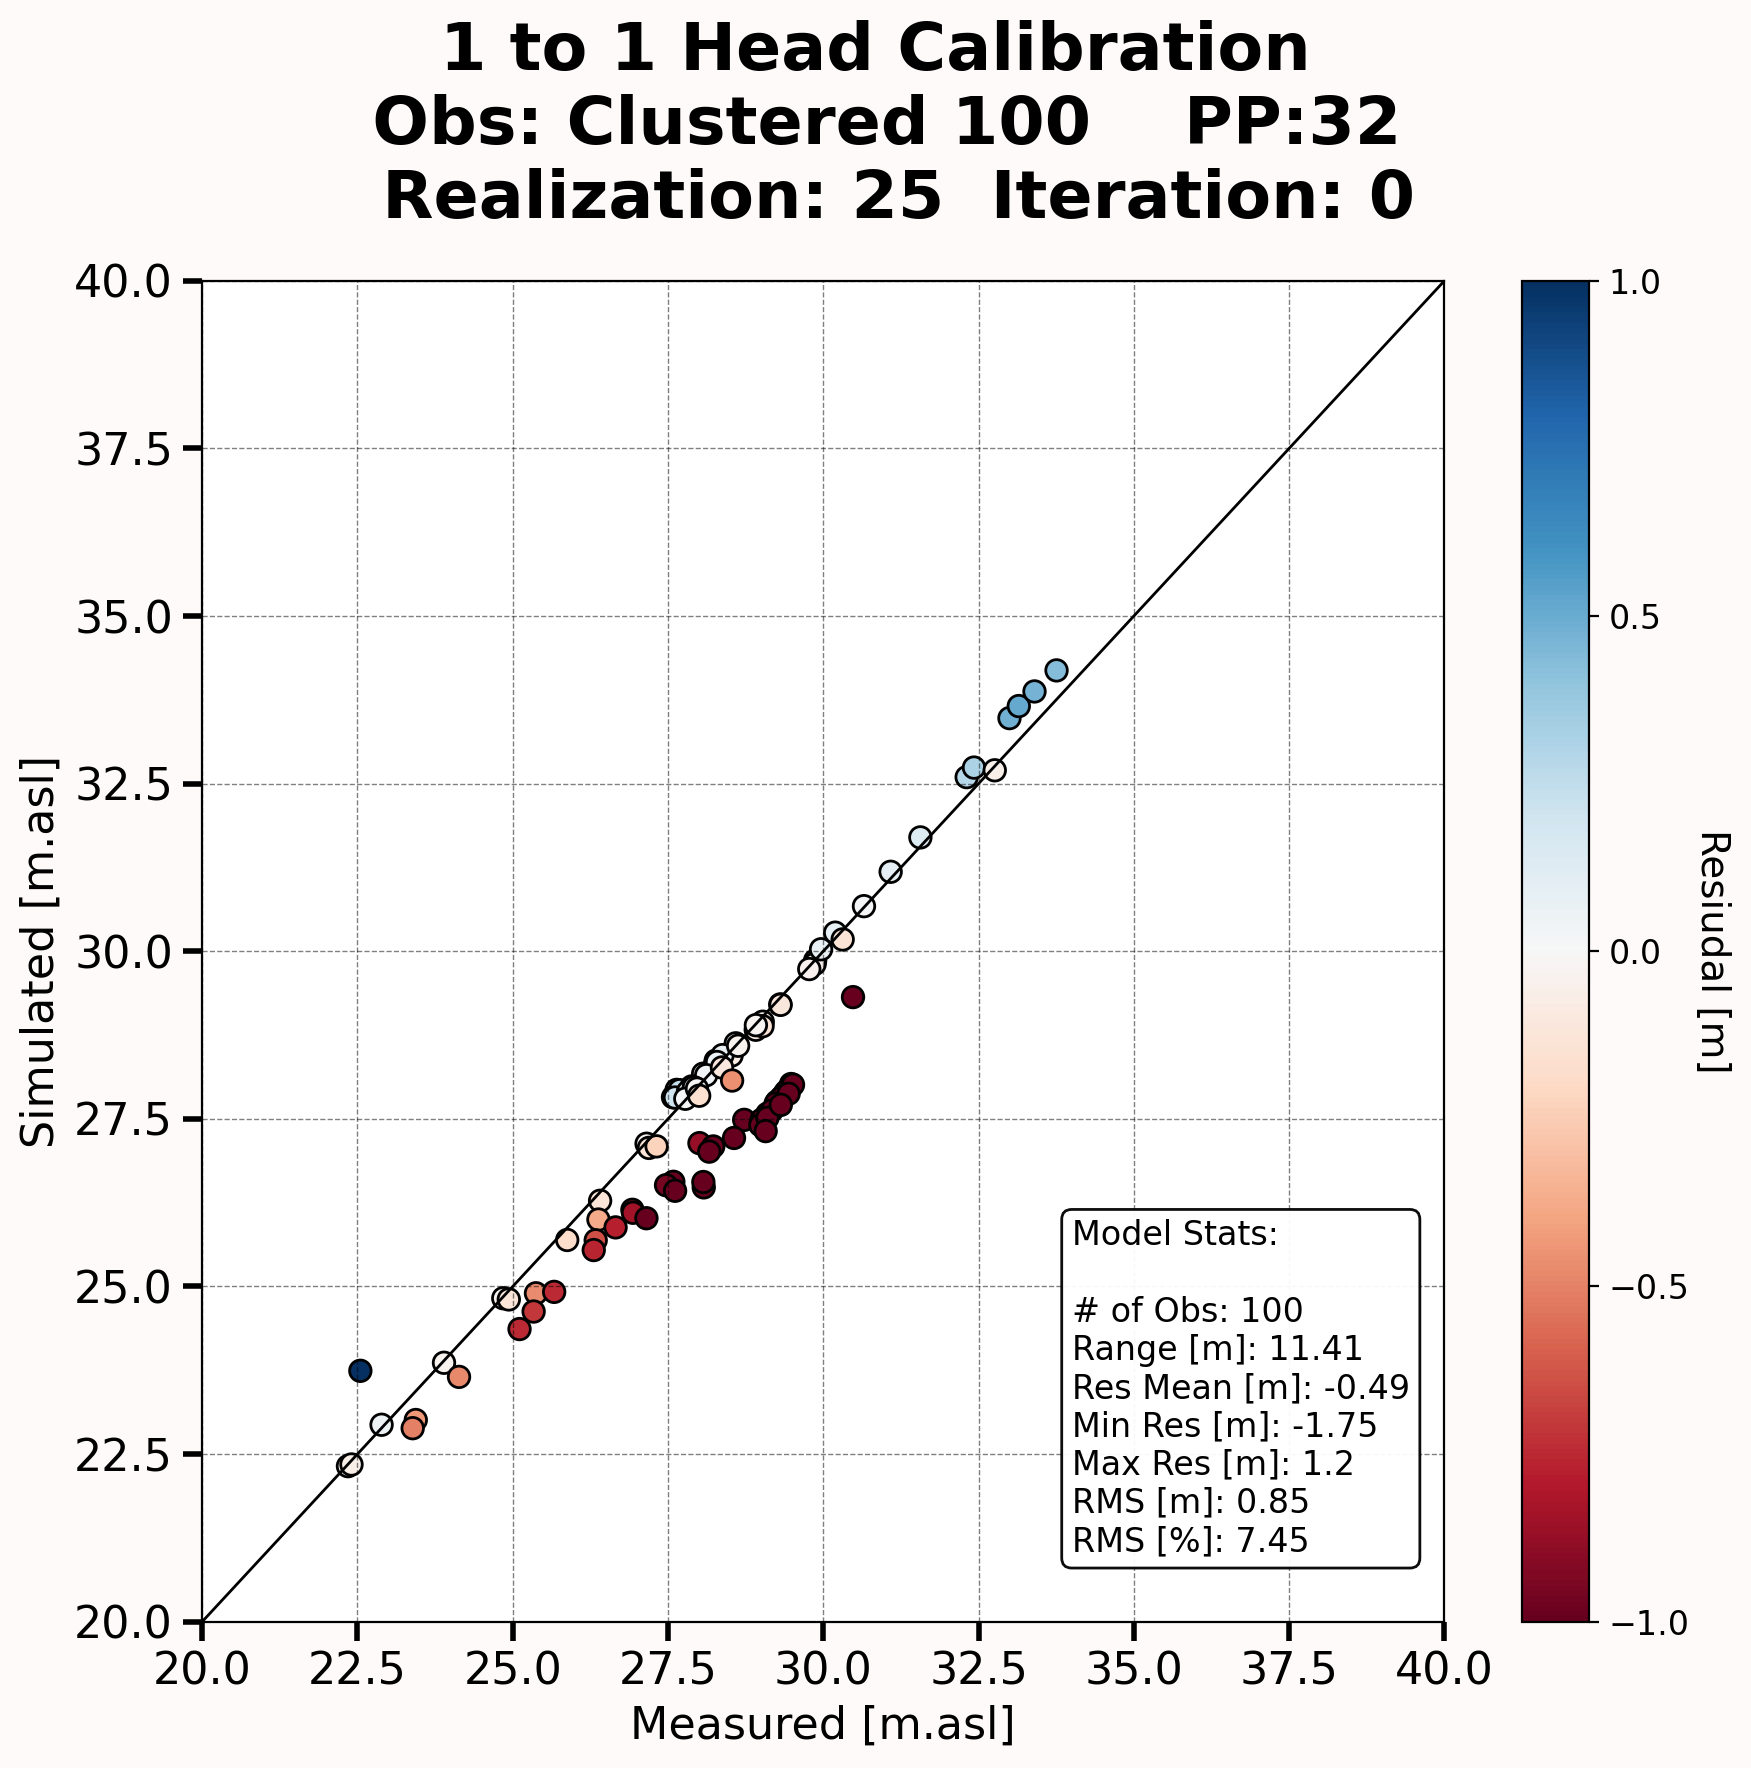 1 to 1 Head Calibration
Obs: Clustered 100    PP:32
Realization: 25  Iteration: 0
40.0
37.5
35.0
32.5
30.0
27.5
25.0
22.5
20.0
Simulated [m.asl]
20.0 22.5 25.0 27.5 30.0 32.5 35.0 37.5 40.0
Measured [m.asl]
Model Stats:
# of Obs: 100
Range [m]: 11.41
Res Mean [m]: -0.49
Min Res [m]: -1.75
Max Res [m]: 1.2
RMS [m]: 0.85
RMS [%]: 7.45
1.0
0.5
0.0
−0.5
−1.0
Resiudal [m]